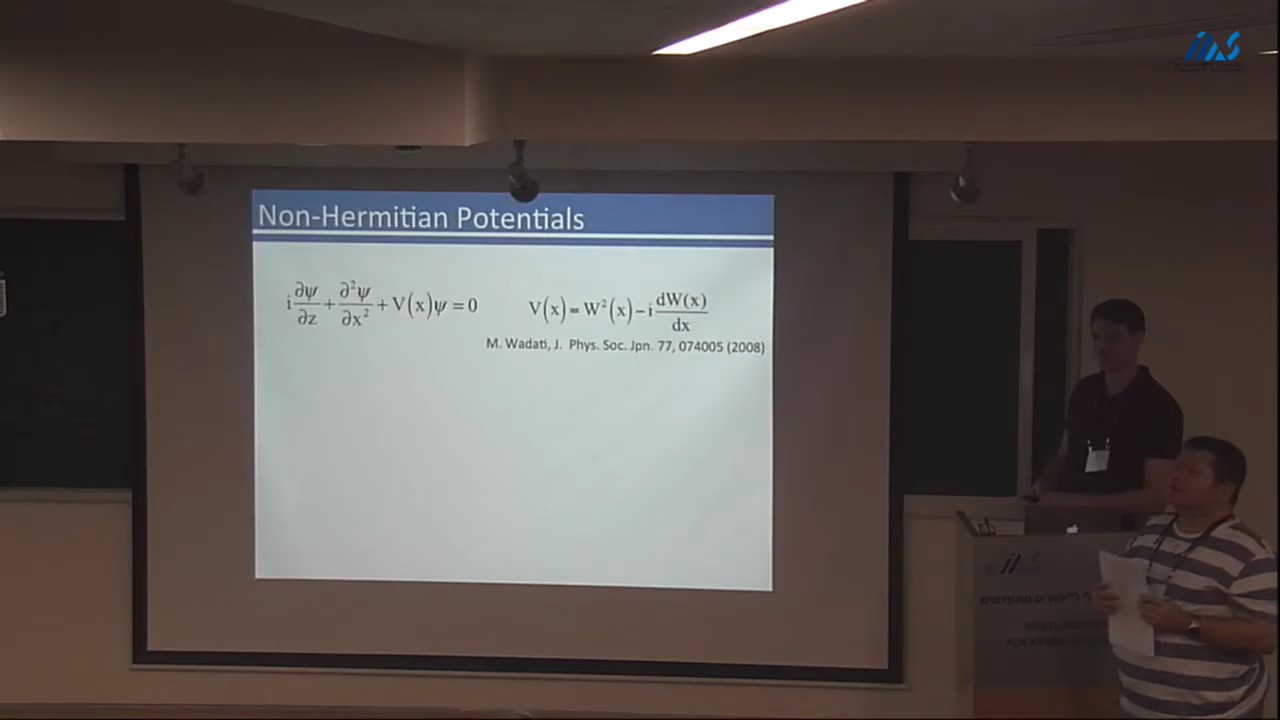 Non-Hermitian Potentials
i ∂ψ/∂z + ∂²ψ/∂x² + V(x)ψ = 0
V(x) = W²(x) − i dW(x)/dx
M. Wadati, J. Phys. Soc. Jpn. 77, 074005 (2008)